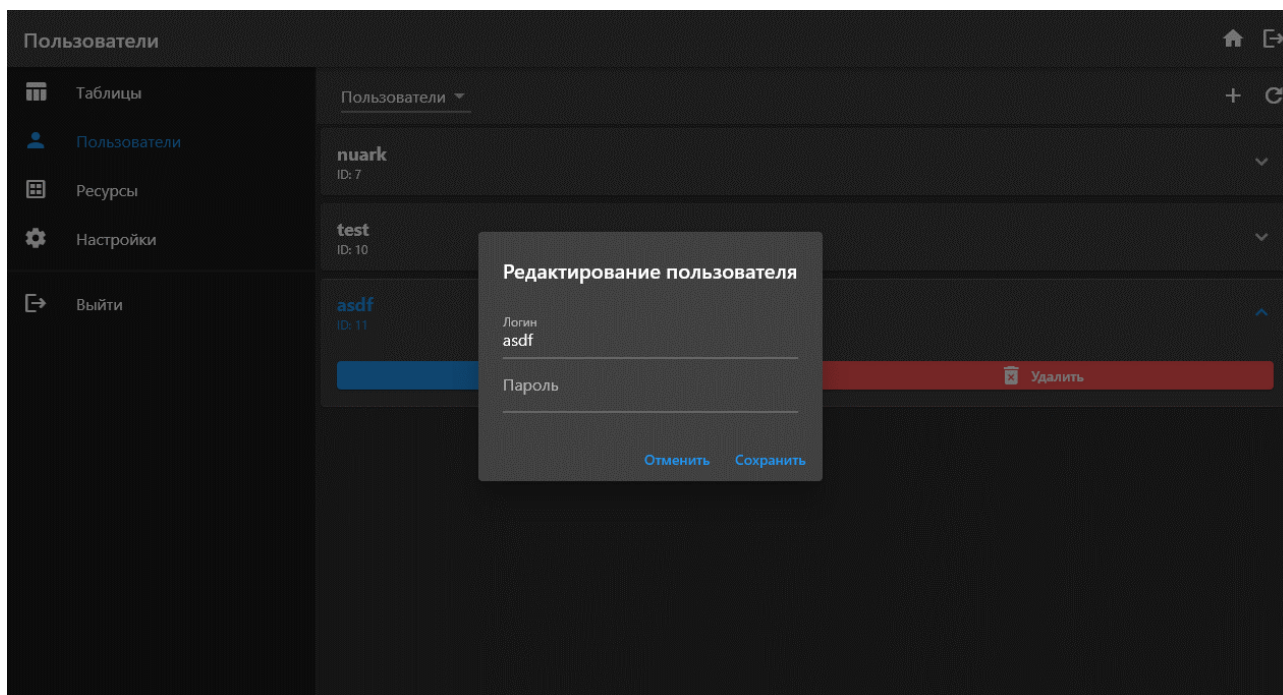 Пользователи
Таблицы
Пользователи
Ресурсы
Настройки
Выйти
Пользователи
nuark
ID: 7
test
ID: 10
asdf
ID: 11
Удалить
Редактирование пользователя
Логин
asdf
Пароль
Отменить
Сохранить